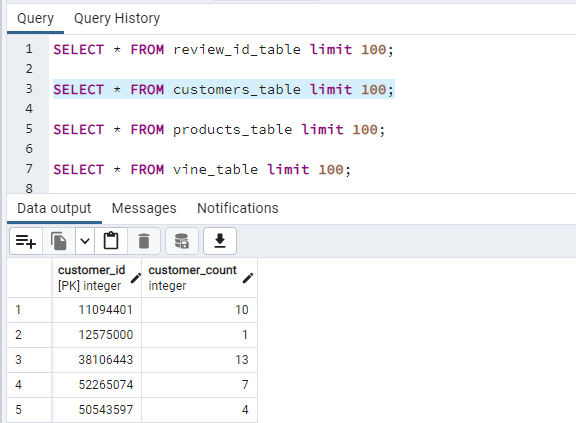 Query Query History
1 SELECT * FROM review_id_table limit 100;
2
3 SELECT * FROM customers_table limit 100;
4
5 SELECT * FROM products_table limit 100;
6
7 SELECT * FROM vine_table limit 100;
8
Data output Messages Notifications
customer_id customer_count
[PK] integer integer
1 11094401 10
2 12575000 1
3 38106443 13
4 52265074 7
5 50543597 4